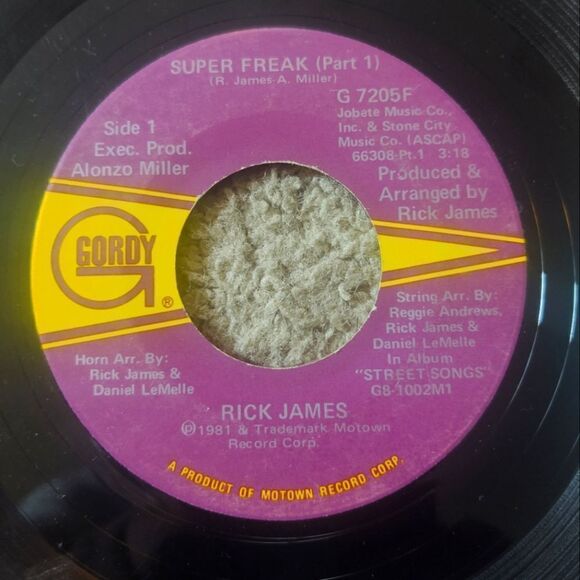 SUPER FREAK (Part 1)
(R. James-A. Miller)
Side 1
Exec. Prod.
Alonzo Miller
G 7205F
Jobete Music Co.,
Inc. & Stone City
Music Co. (ASCAP)
66308-Pt.1 3:18
Produced &
Arranged by
Rick James
GORDY
G
®
Horn Arr. By:
Rick James &
Daniel LeMelle
String Arr. By:
Reggie Andrews,
Rick James &
Daniel LeMelle
In Album
"STREET SONGS"
G8-1002M1
RICK JAMES
℗1981 & Trademark Motown
Record Corp.
A PRODUCT OF MOTOWN RECORD CORP.